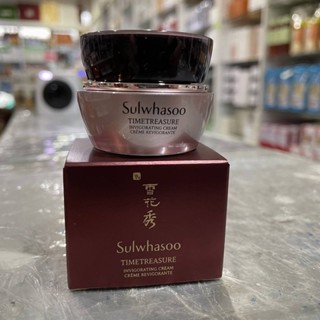 Sulwhasoo
TIMETREASURE
INVIGORATING CREAM
CRÈME REVIGORANTE
雪
花
秀
Sulwhasoo
TIMETREASURE
INVIGORATING CREAM
CRÈME REVIGORANTE